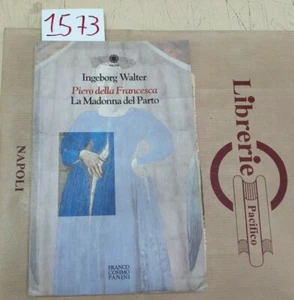 1573
Ingeborg Walter
Piero della Francesca
La Madonna del Parto
FRANCO
COSIMO
PANINI
NAPOLI
Librerie
Pacifico